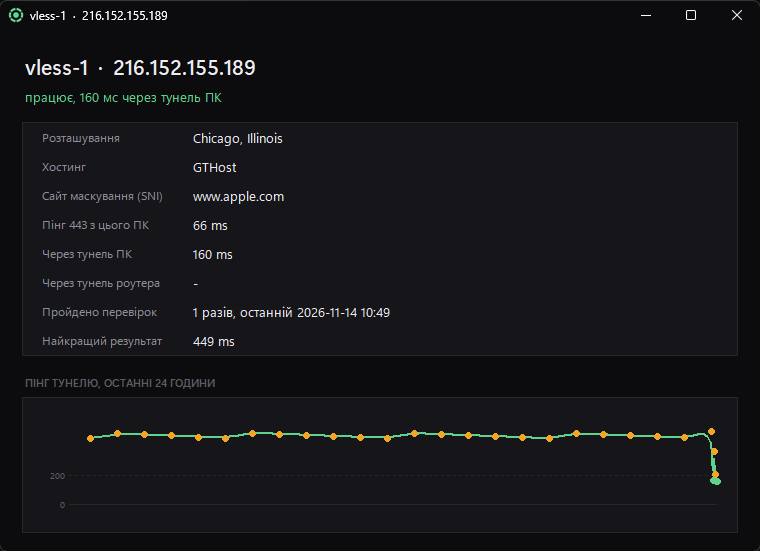 vless-1 · 216.152.155.189
vless-1 · 216.152.155.189
працює, 160 мс через тунель ПК
Розташування Chicago, Illinois
Хостинг GTHost
Сайт маскування (SNI) www.apple.com
Пінг 443 з цього ПК 66 ms
Через тунель ПК 160 ms
Через тунель роутера -
Пройдено перевірок 1 разів, останній 2026-11-14 10:49
Найкращий результат 449 ms
ПІНГ ТУНЕЛЮ, ОСТАННІ 24 ГОДИНИ
200
0